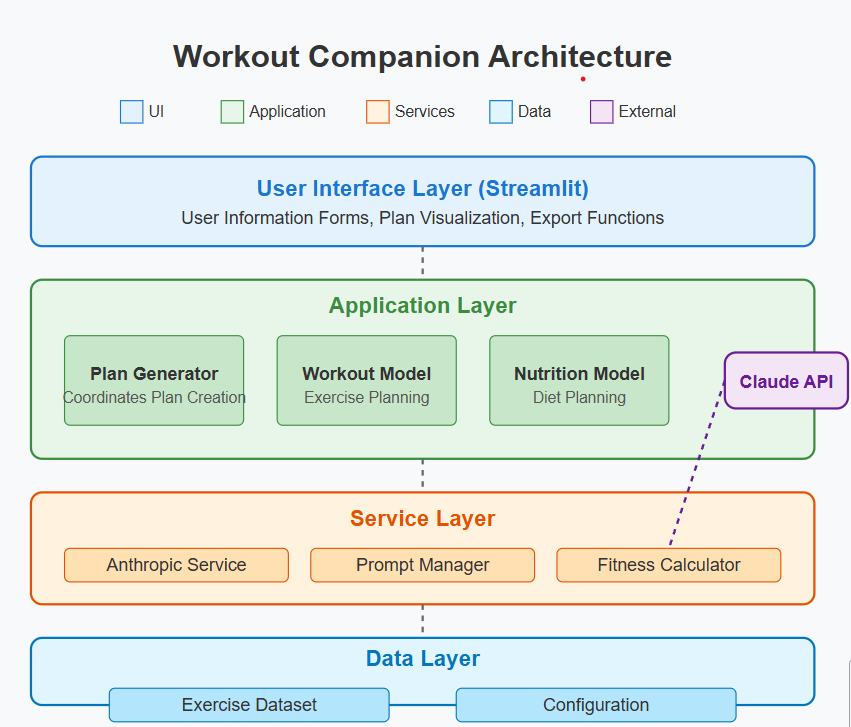 Workout Companion Architecture
UI Application Services Data External
User Interface Layer (Streamlit)
User Information Forms, Plan Visualization, Export Functions
Application Layer
Plan Generator
Coordinates Plan Creation
Workout Model
Exercise Planning
Nutrition Model
Diet Planning
Claude API
Service Layer
Anthropic Service
Prompt Manager
Fitness Calculator
Data Layer
Exercise Dataset
Configuration